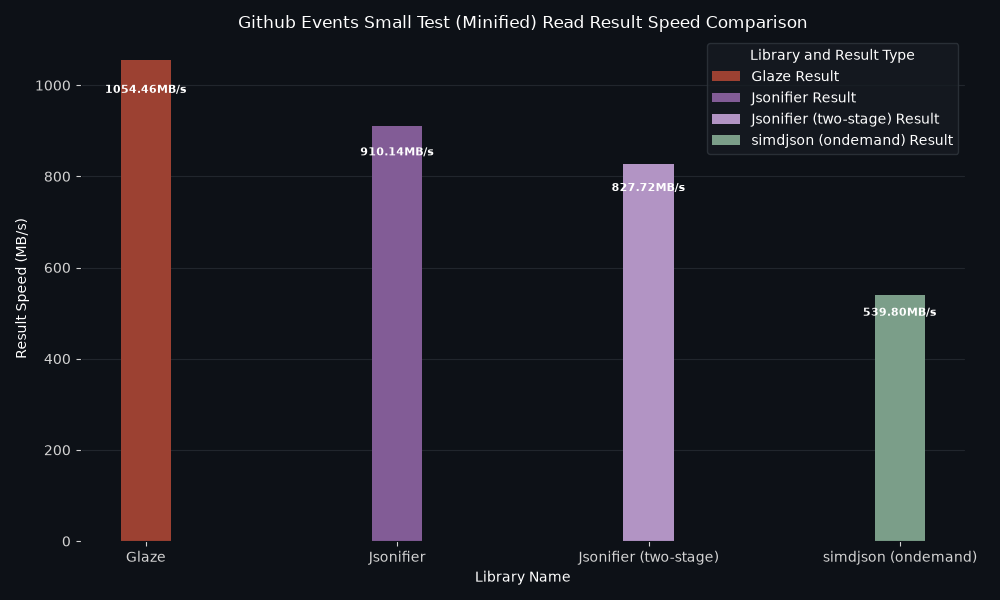 Github Events Small Test (Minified) Read Result Speed Comparison
Library and Result Type
Glaze Result
Jsonifier Result
Jsonifier (two-stage) Result
simdjson (ondemand) Result
Result Speed (MB/s)
1000
800
600
400
200
0
1054.46MB/s
910.14MB/s
827.72MB/s
539.80MB/s
Glaze
Jsonifier
Jsonifier (two-stage)
simdjson (ondemand)
Library Name